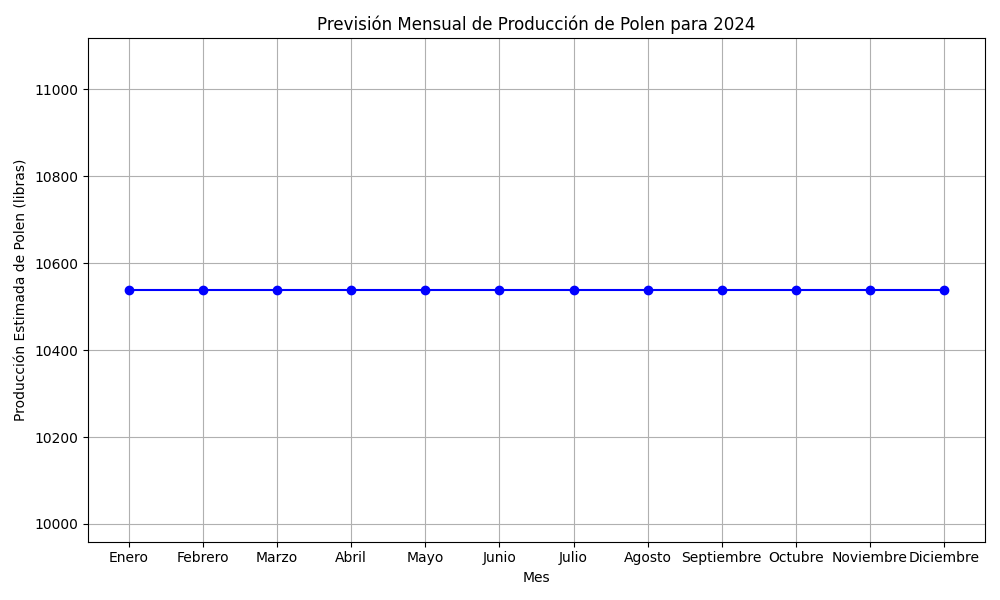 Previsión Mensual de Producción de Polen para 2024
Producción Estimada de Polen (libras)
11000
10800
10600
10400
10200
10000
Enero Febrero Marzo Abril Mayo Junio Julio Agosto Septiembre Octubre Noviembre Diciembre
Mes